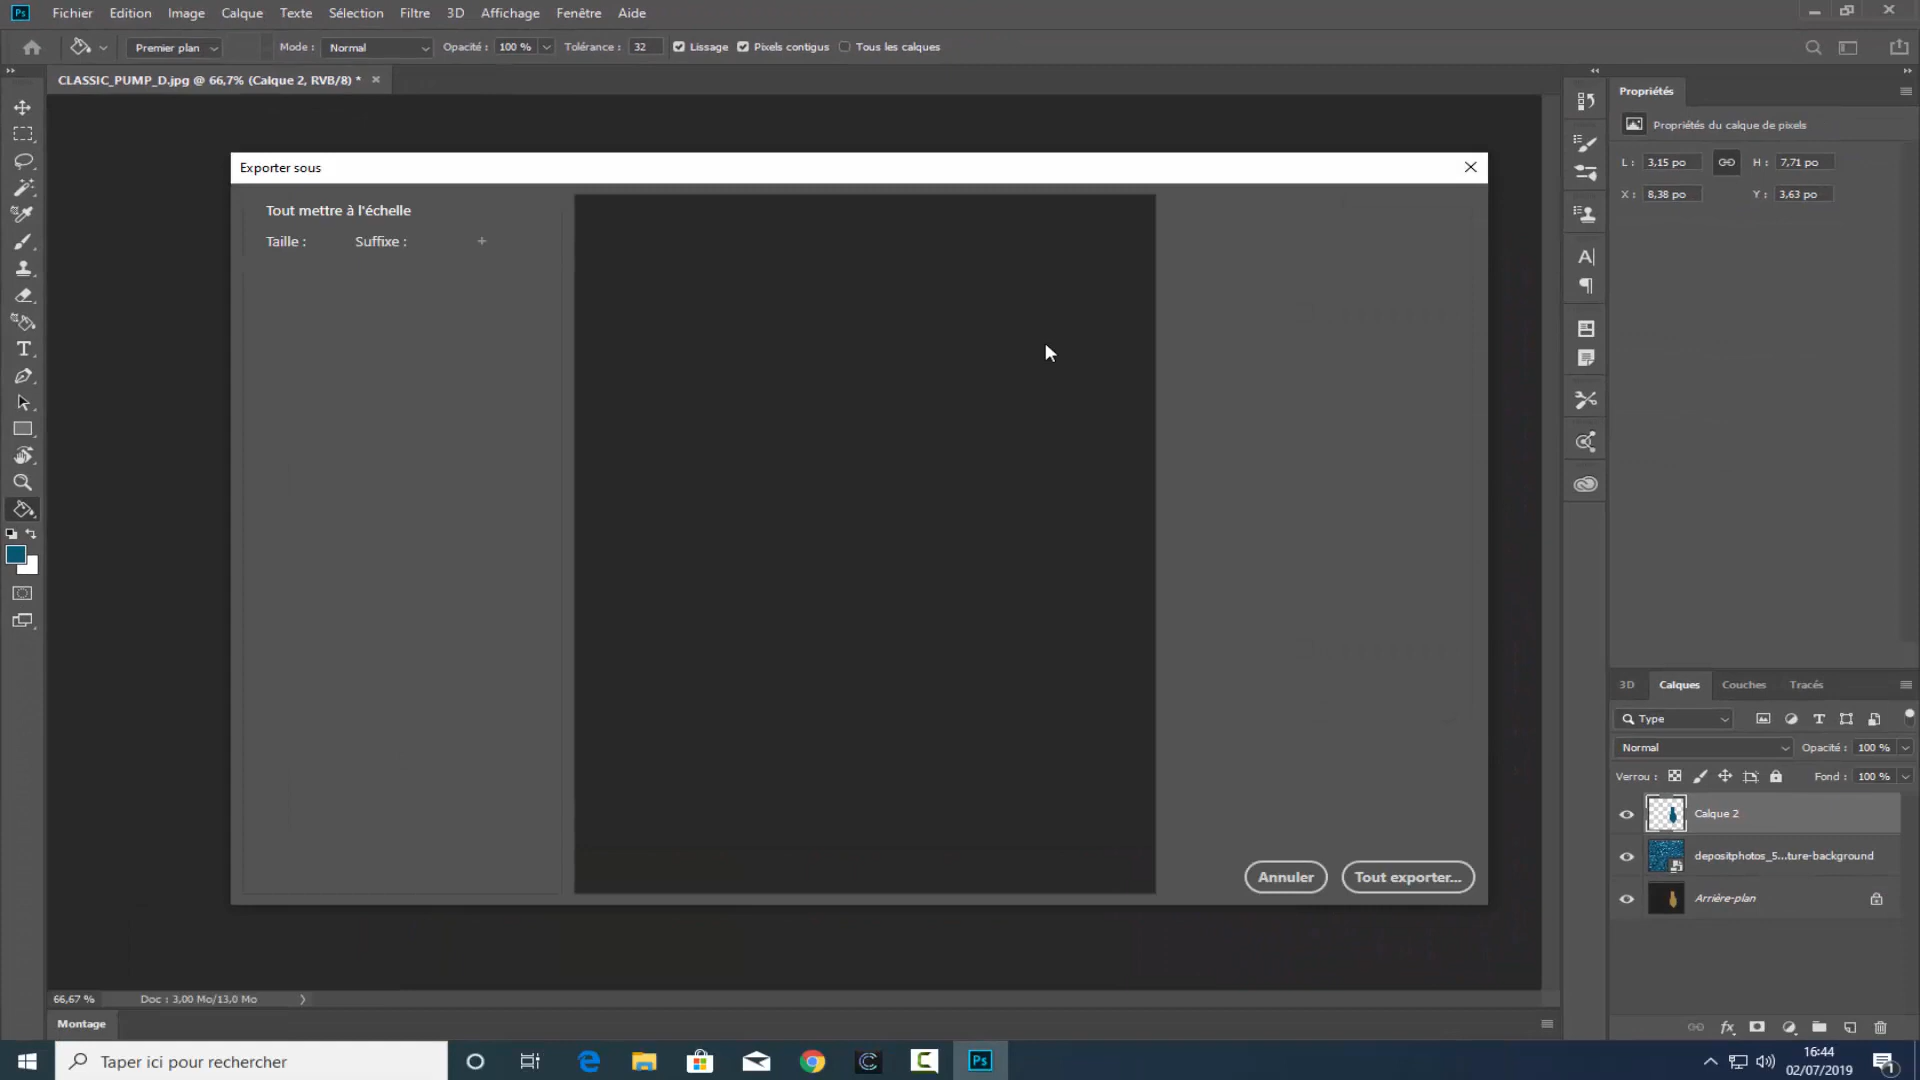 Ps Fichier Edition Image Calque Texte Sélection Filtre 3D Affichage Fenêtre Aide
Premier plan Mode : Normal Opacité : 100 % Tolérance : 32 Lissage Pixels contigus Tous les calques
CLASSIC_PUMP_D.jpg @ 66,7% (Calque 2, RVB/8) *
Propriétés
Propriétés du calque de pixels
L : 3,15 po H : 7,71 po
X : 8,38 po Y : 3,63 po
Exporter sous
Tout mettre à l'échelle
Taille : Suffixe : +
Annuler Tout exporter...
3D Calques Couches Tracés
Type
Normal Opacité : 100 %
Verrou : Fond : 100 %
Calque 2
depositphotos_5...ture-background
Arrière-plan
66,67 % Doc : 3,00 Mo/13,0 Mo
Montage
Taper ici pour rechercher
Ps
16:44
02/07/2019
1